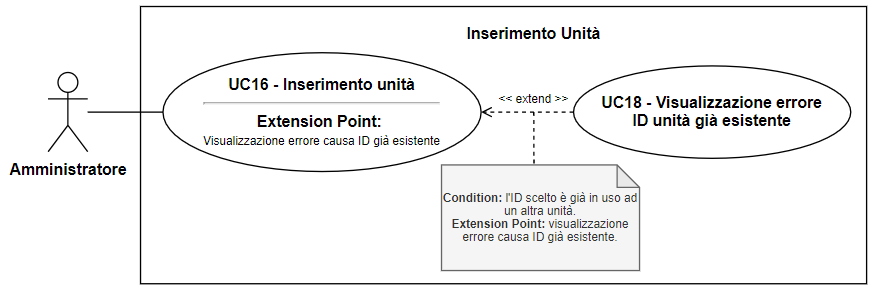 Inserimento Unità
Amministratore
UC16 - Inserimento unità
Extension Point:
Visualizzazione errore causa ID già esistente
<< extend >>
UC18 - Visualizzazione errore
ID unità già esistente
Condition: l'ID scelto è già in uso ad
un altra unità.
Extension Point: visualizzazione
errore causa ID già esistente.